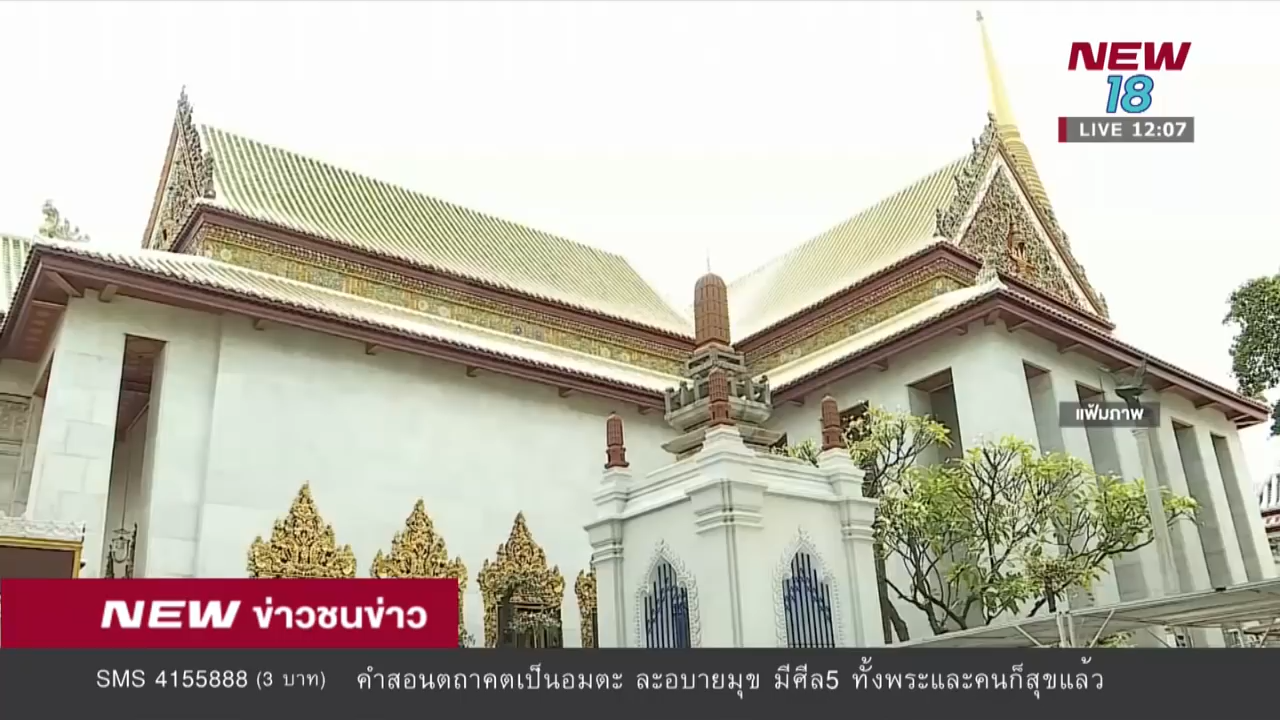 NEW
18
LIVE 12:07
แฟ้มภาพ
NEW ข่าวชนข่าว
SMS 4155888 (3 บาท) คำสอนตถาคตเป็นอมตะ ละอบายมุข มีศีล5 ทั้งพระและคนก็สุขแล้ว